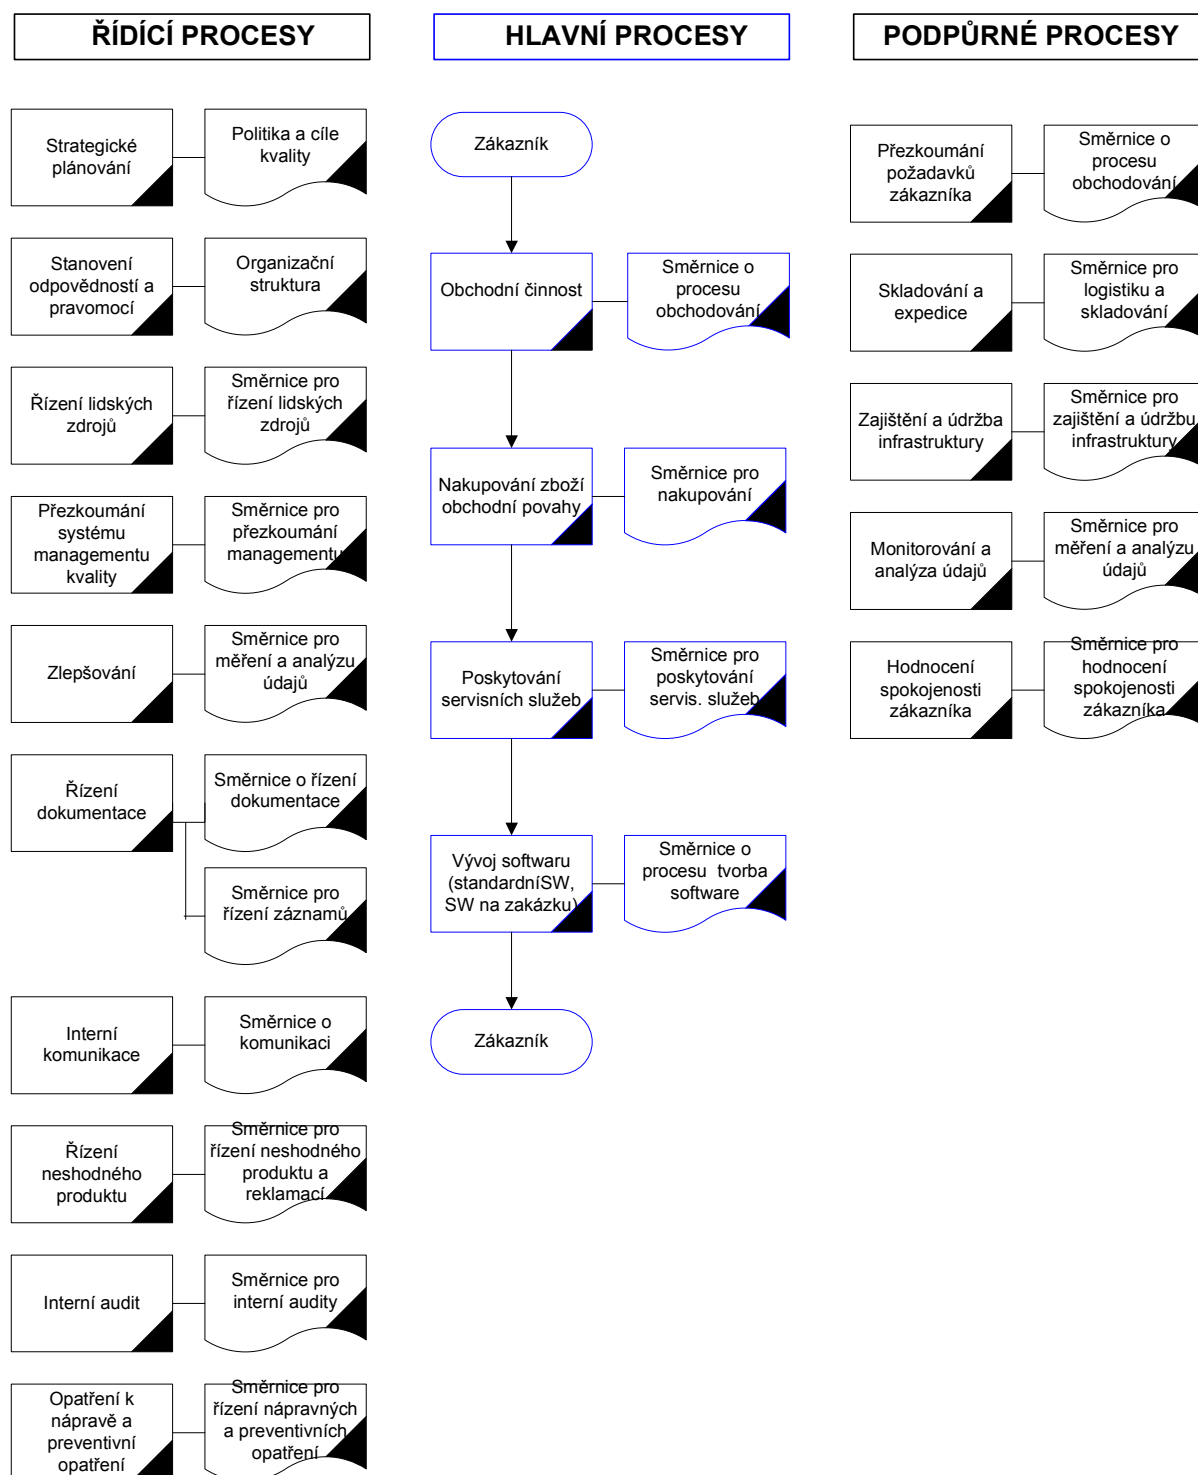 ŘÍDÍCÍ PROCESY
Strategické
plánování
Politika a cíle
kvality
Stanovení
odpovědností a
pravomocí
Organizační
struktura
Řízení lidských
zdrojů
Směrnice pro
řízení lidských
zdrojů
Přezkoumání
systému
managementu
kvality
Směrnice pro
přezkoumání
managementu
Zlepšování
Směrnice pro
měření a analýzu
údajů
Řízení
dokumentace
Směrnice o řízení
dokumentace
Směrnice pro
řízení záznamů
Interní
komunikace
Směrnice o
komunikaci
Řízení
neshodného
produktu
Směrnice pro
řízení neshodného
produktu a
reklamací
Interní audit
Směrnice pro
interní audity
Opatření k
nápravě a
preventivní
opatření
Směrnice pro
řízení nápravných
a preventivních
opatření
HLAVNÍ PROCESY
Zákazník
Obchodní činnost
Směrnice o
procesu
obchodování
Nakupování zboží
obchodní povahy
Směrnice pro
nakupování
Poskytování
servisních služeb
Směrnice pro
poskytování
servis. služeb
Vývoj softwaru
(standardníSW,
SW na zakázku)
Směrnice o
procesu tvorba
software
Zákazník
PODPŮRNÉ PROCESY
Přezkoumání
požadavků
zákazníka
Směrnice o
procesu
obchodování
Skladování a
expedice
Směrnice pro
logistiku a
skladování
Zajištění a údržba
infrastruktury
Směrnice pro
zajištění a údržbu
infrastruktury
Monitorování a
analýza údajů
Směrnice pro
měření a analýzu
údajů
Hodnocení
spokojenosti
zákazníka
Směrnice pro
hodnocení
spokojenosti
zákazníka